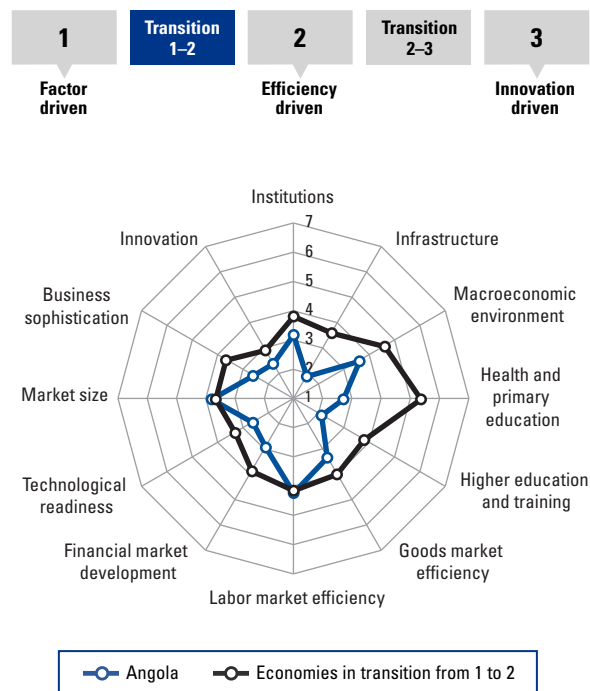 1
Transition
1–2
2
Transition
2–3
3
Factor
driven
Efficiency
driven
Innovation
driven
Institutions
7
Innovation
Infrastructure
6
5
Business
sophistication
Macroeconomic
environment
4
3
2
Market size
1
Health and
primary
education
Technological
readiness
Higher education
and training
Financial market
development
Goods market
efficiency
Labor market efficiency
Angola
Economies in transition from 1 to 2